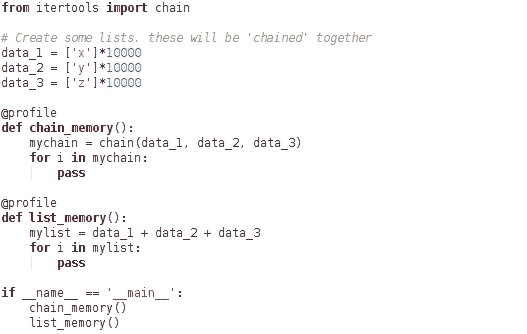 from itertools import chain

# Create some lists. these will be 'chained' together
data_1 = ['x']*10000
data_2 = ['y']*10000
data_3 = ['z']*10000

@profile
def chain_memory():
    mychain = chain(data_1, data_2, data_3)
    for i in mychain:
        pass

@profile
def list_memory():
    mylist = data_1 + data_2 + data_3
    for i in mylist:
        pass

if __name__ == '__main__':
    chain_memory()
    list_memory()